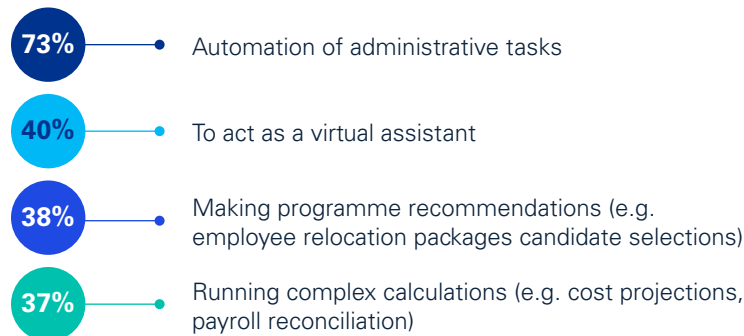 73%
Automation of administrative tasks
40%
To act as a virtual assistant
38%
Making programme recommendations (e.g.
employee relocation packages candidate selections)
37%
Running complex calculations (e.g. cost projections,
payroll reconciliation)